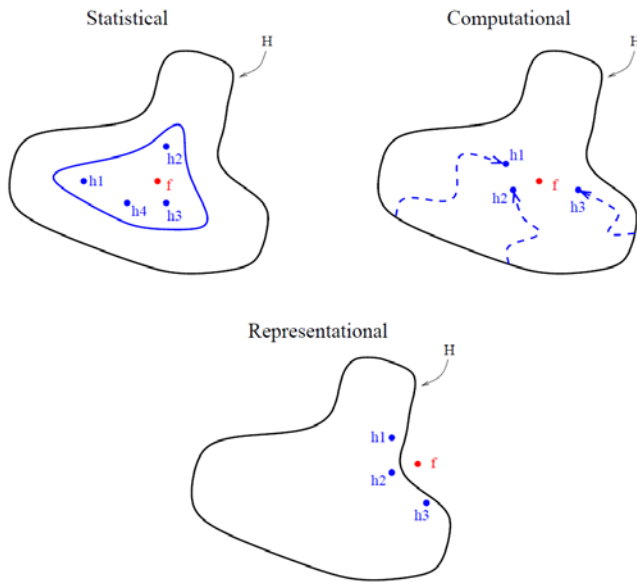 Statistical
H
h2
h1
f
h4
h3
Computational
H
h1
f
h2
h3
Representational
H
h1
f
h2
h3